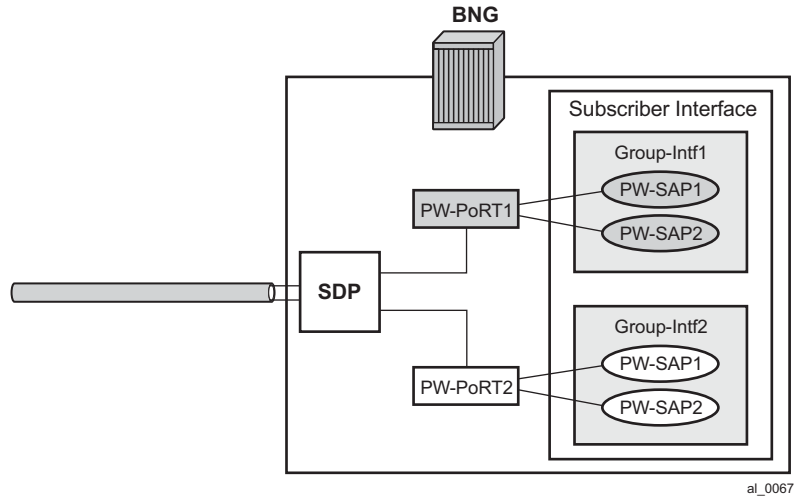 BNG
Subscriber Interface
Group-Intf1
PW-SAP1
PW-PoRT1
PW-SAP2
SDP
Group-Intf2
PW-SAP1
PW-PoRT2
PW-SAP2
al_0067